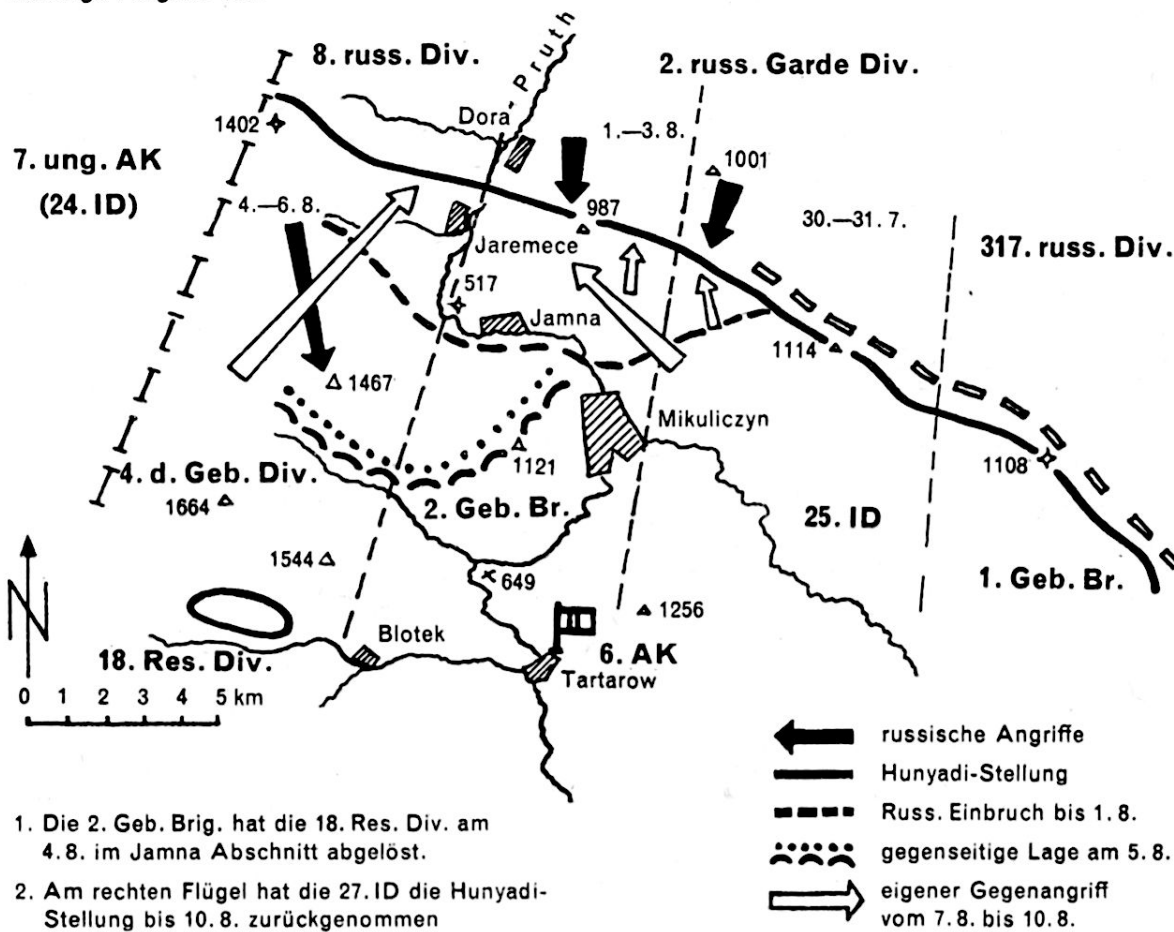 8. russ. Div.
Pruth
2. russ. Garde Div.
Dora
1402
1.—3.8.
1001
7. ung. AK
(24. ID)
4.—6.8.
987
30.—31.7.
317. russ. Div.
Jaremece
517
Jamna
1114
1467
Mikuliczyn
1121
1108
4. d. Geb. Div.
1664
2. Geb. Br.
25. ID
1544
649
1. Geb. Br.
N
1256
Blotek
18. Res. Div.
6. AK
Tartarow
0 1 2 3 4 5 km
russische Angriffe
Hunyadi-Stellung
Russ. Einbruch bis 1.8.
gegenseitige Lage am 5.8.
eigener Gegenangriff
vom 7.8. bis 10.8.
1. Die 2. Geb. Brig. hat die 18. Res. Div. am
4.8. im Jamna Abschnitt abgelöst.
2. Am rechten Flügel hat die 27. ID die Hunyadi-
Stellung bis 10.8. zurückgenommen